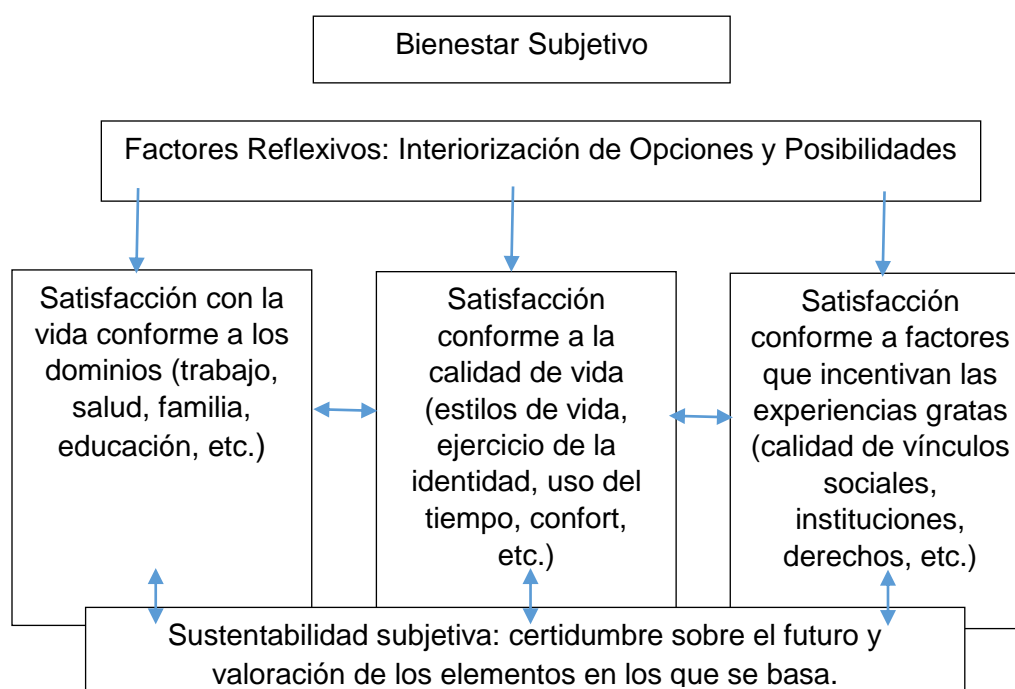 Bienestar Subjetivo
Factores Reflexivos: Interiorización de Opciones y Posibilidades
Satisfacción con la
vida conforme a los
dominios (trabajo,
salud, familia,
educación, etc.)
Satisfacción
conforme a la
calidad de vida
(estilos de vida,
ejercicio de la
identidad, uso del
tiempo, confort,
etc.)
Satisfacción
conforme a factores
que incentivan las
experiencias gratas
(calidad de vínculos
sociales,
instituciones,
derechos, etc.)
Sustentabilidad subjetiva: certidumbre sobre el futuro y
valoración de los elementos en los que se basa.